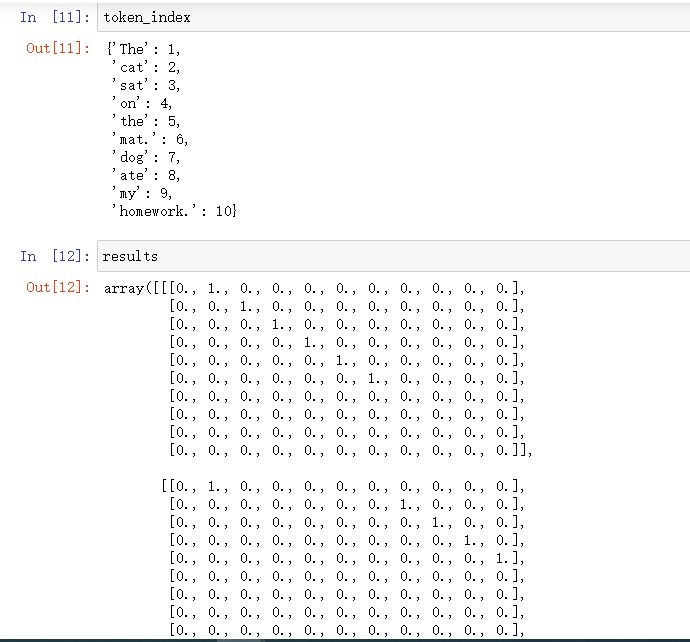 In [11]: token_index
Out[11]: {'The': 1,
'cat': 2,
'sat': 3,
'on': 4,
'the': 5,
'mat.': 6,
'dog': 7,
'ate': 8,
'my': 9,
'homework.': 10}
In [12]: results
Out[12]: array([[[0., 1., 0., 0., 0., 0., 0., 0., 0., 0., 0.],
[0., 0., 1., 0., 0., 0., 0., 0., 0., 0., 0.],
[0., 0., 0., 1., 0., 0., 0., 0., 0., 0., 0.],
[0., 0., 0., 0., 1., 0., 0., 0., 0., 0., 0.],
[0., 0., 0., 0., 0., 1., 0., 0., 0., 0., 0.],
[0., 0., 0., 0., 0., 0., 1., 0., 0., 0., 0.],
[0., 0., 0., 0., 0., 0., 0., 0., 0., 0., 0.],
[0., 0., 0., 0., 0., 0., 0., 0., 0., 0., 0.],
[0., 0., 0., 0., 0., 0., 0., 0., 0., 0., 0.],
[0., 0., 0., 0., 0., 0., 0., 0., 0., 0., 0.]],
[[0., 1., 0., 0., 0., 0., 0., 0., 0., 0., 0.],
[0., 0., 0., 0., 0., 0., 0., 1., 0., 0., 0.],
[0., 0., 0., 0., 0., 0., 0., 0., 1., 0., 0.],
[0., 0., 0., 0., 0., 0., 0., 0., 0., 1., 0.],
[0., 0., 0., 0., 0., 0., 0., 0., 0., 0., 1.],
[0., 0., 0., 0., 0., 0., 0., 0., 0., 0., 0.],
[0., 0., 0., 0., 0., 0., 0., 0., 0., 0., 0.],
[0., 0., 0., 0., 0., 0., 0., 0., 0., 0., 0.],
[0., 0., 0., 0., 0., 0., 0., 0., 0., 0., 0.],